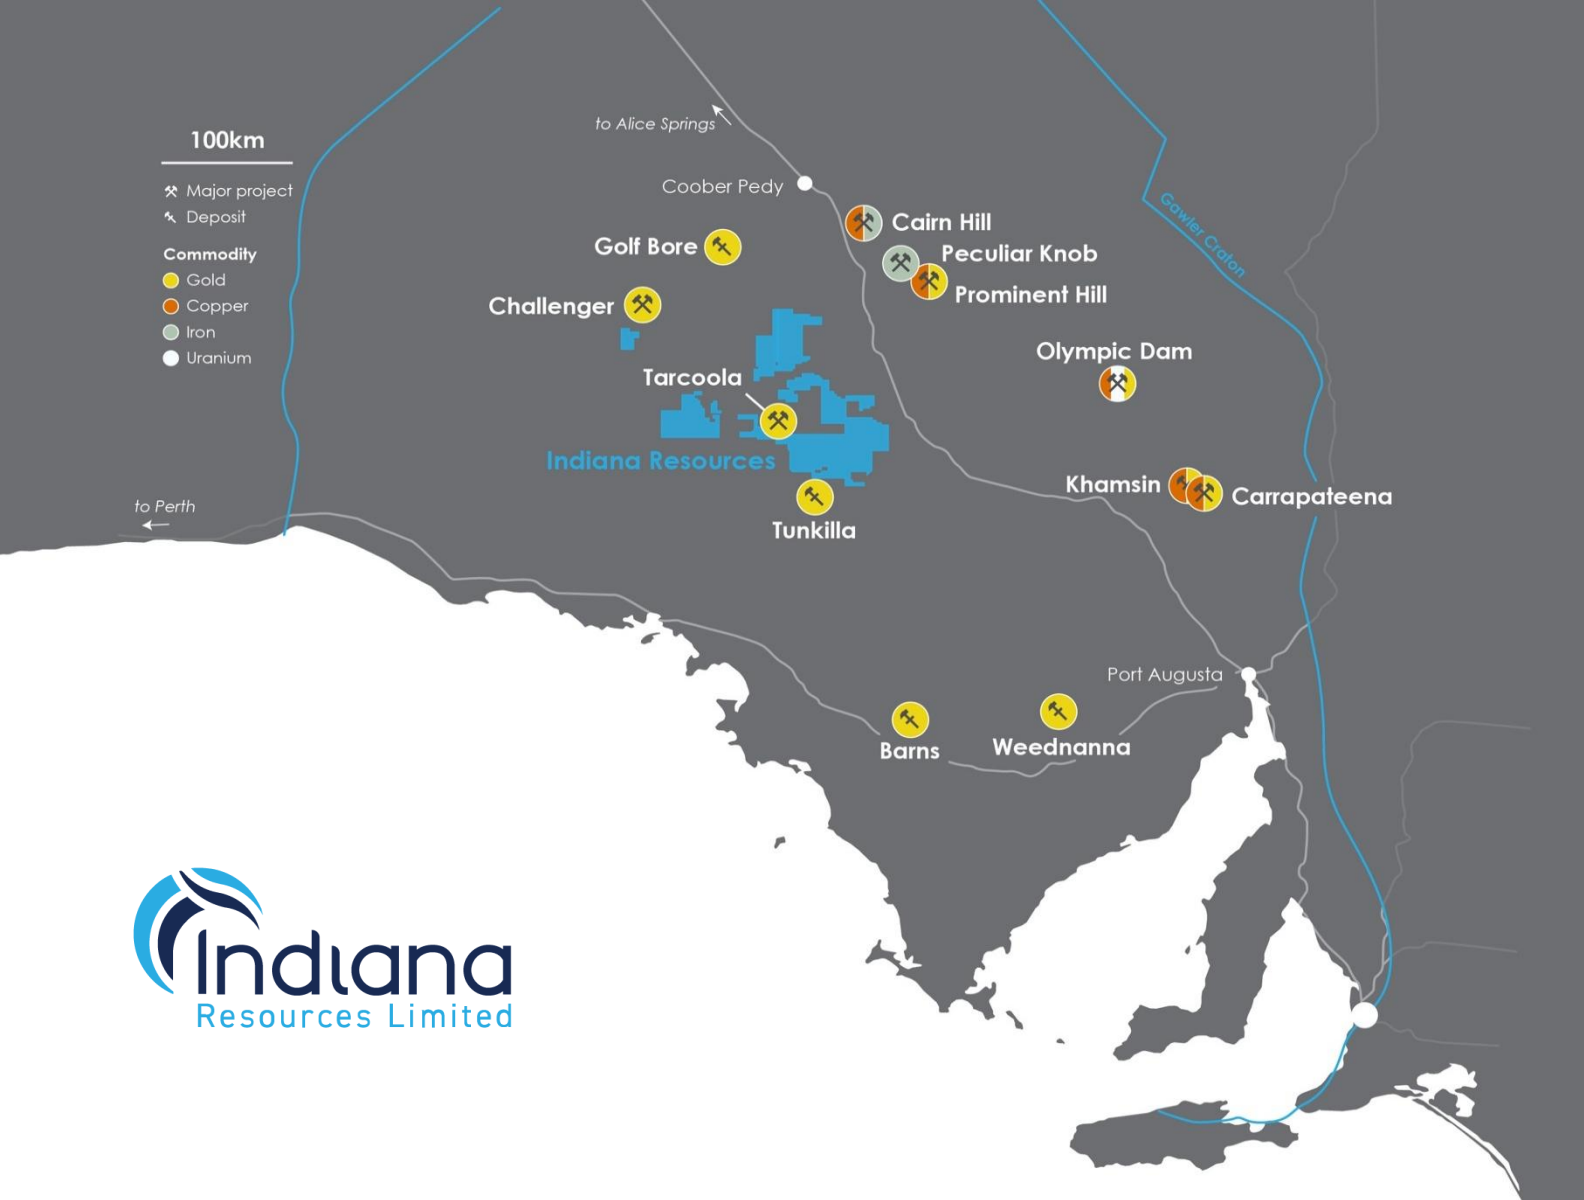 to Alice Springs
100km
Major project
Deposit
Commodity
Gold
Copper
Iron
Uranium
Coober Pedy
Gawler Craton
Golf Bore
Cairn Hill
Peculiar Knob
Challenger
Prominent Hill
Olympic Dam
Tarcoola
Indiana Resources
Khamsin
Carrapateena
to Perth
Tunkilla
Port Augusta
Barns
Weednanna
Indiana
Resources Limited